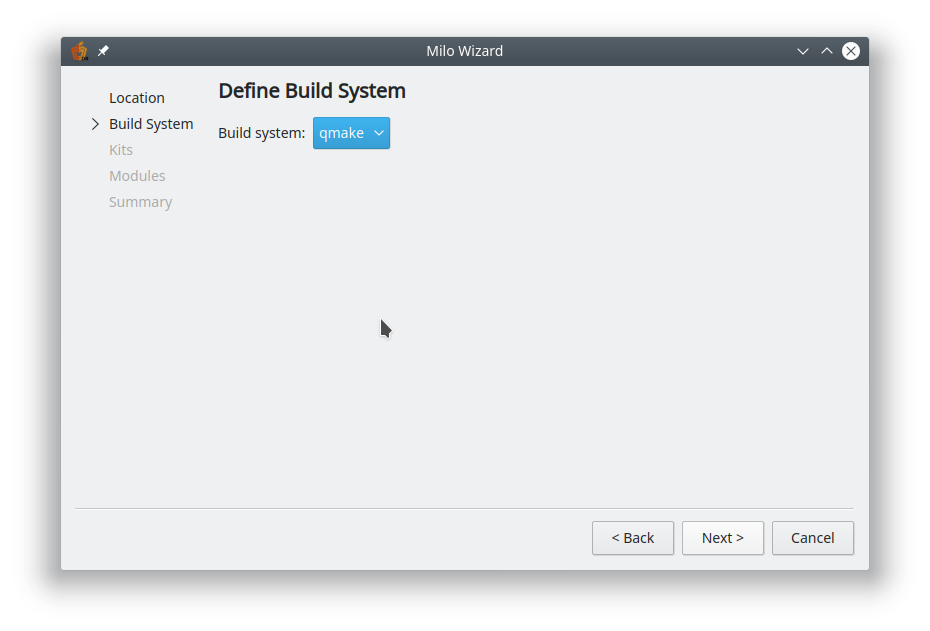 Milo Wizard
Location
Build System
Kits
Modules
Summary
Define Build System
Build system: qmake
< Back
Next >
Cancel